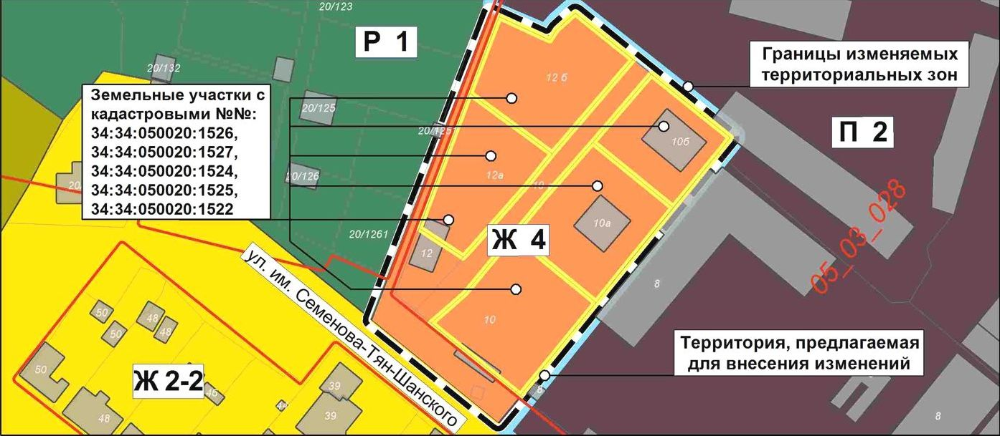 20/123
Р 1
Границы изменяемых
территориальных зон
20/132
12 б
Земельные участки с
кадастровыми №№:
34:34:050020:1526,
34:34:050020:1527,
34:34:050020:1524,
34:34:050020:1525,
34:34:050020:1522
20/125
20/1251
П 2
10б
20/126
12а
10а
05_03_028
20/1261
Ж 4
12
8
ул. им. Семенова-Тян-Шанского
10
50
48
50
48
Территория, предлагаемая
для внесения изменений
50
Ж 2-2
39
8
46
44
48
39
8